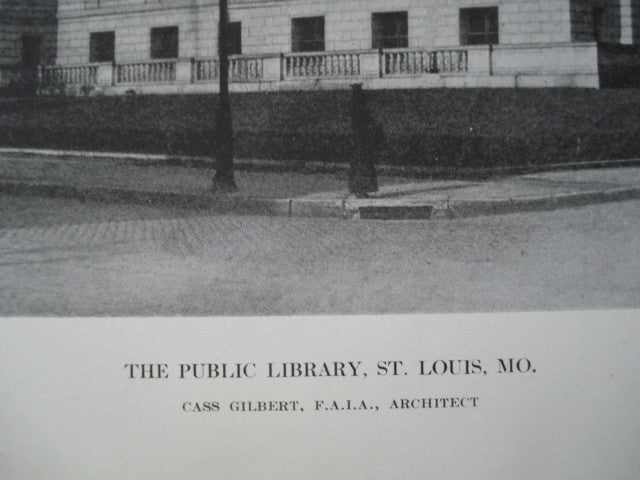 THE PUBLIC LIBRARY, ST. LOUIS, MO.
CASS GILBERT, F.A.I.A., ARCHITECT